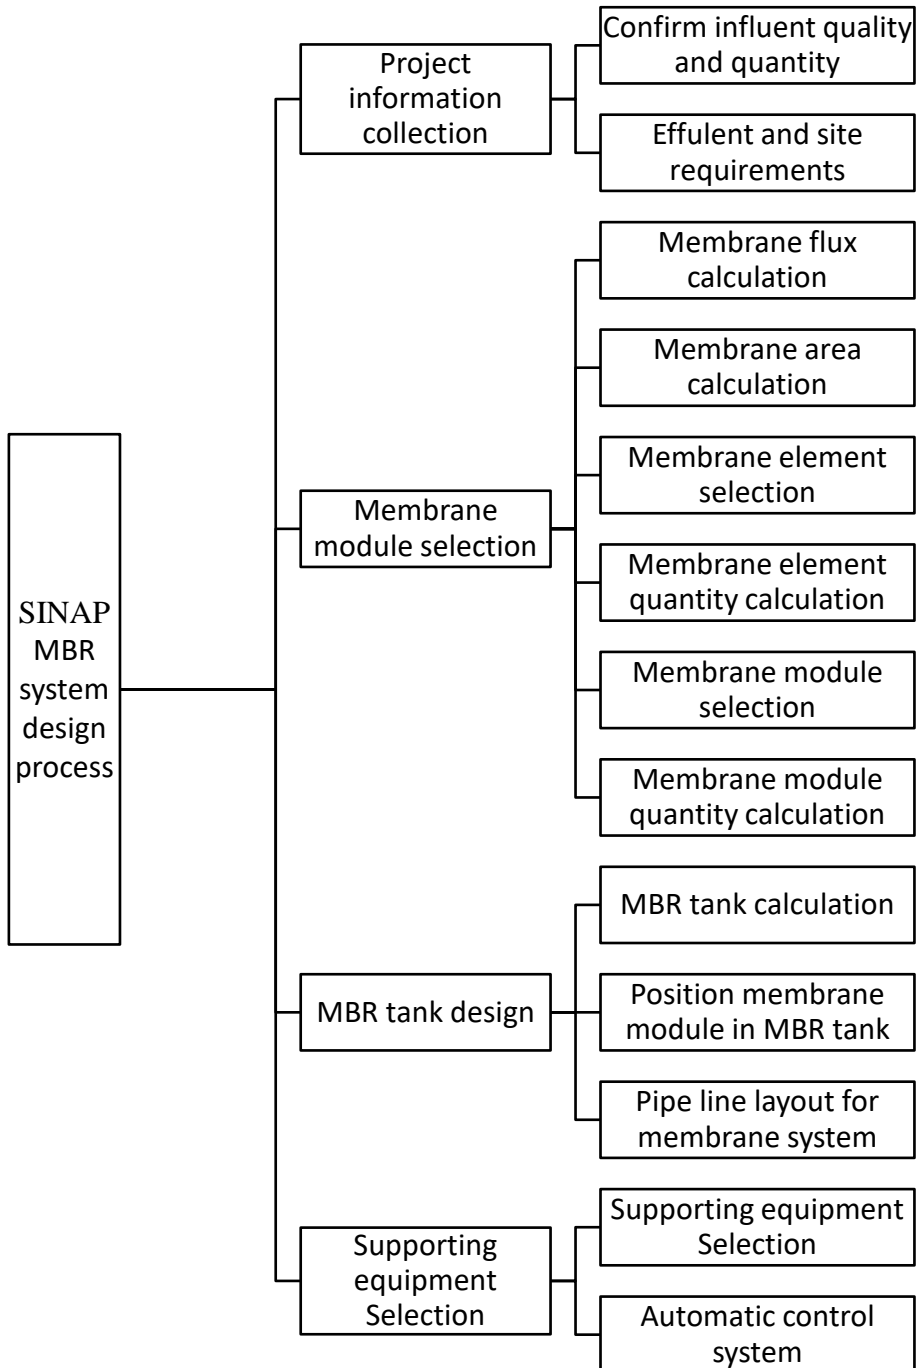 SINAP
MBR
system
design
process
Project
information
collection
Confirm influent quality
and quantity
Effulent and site
requirements
Membrane
module selection
Membrane flux
calculation
Membrane area
calculation
Membrane element
selection
Membrane element
quantity calculation
Membrane module
selection
Membrane module
quantity calculation
MBR tank design
MBR tank calculation
Position membrane
module in MBR tank
Pipe line layout for
membrane system
Supporting
equipment
Selection
Supporting equipment
Selection
Automatic control
system